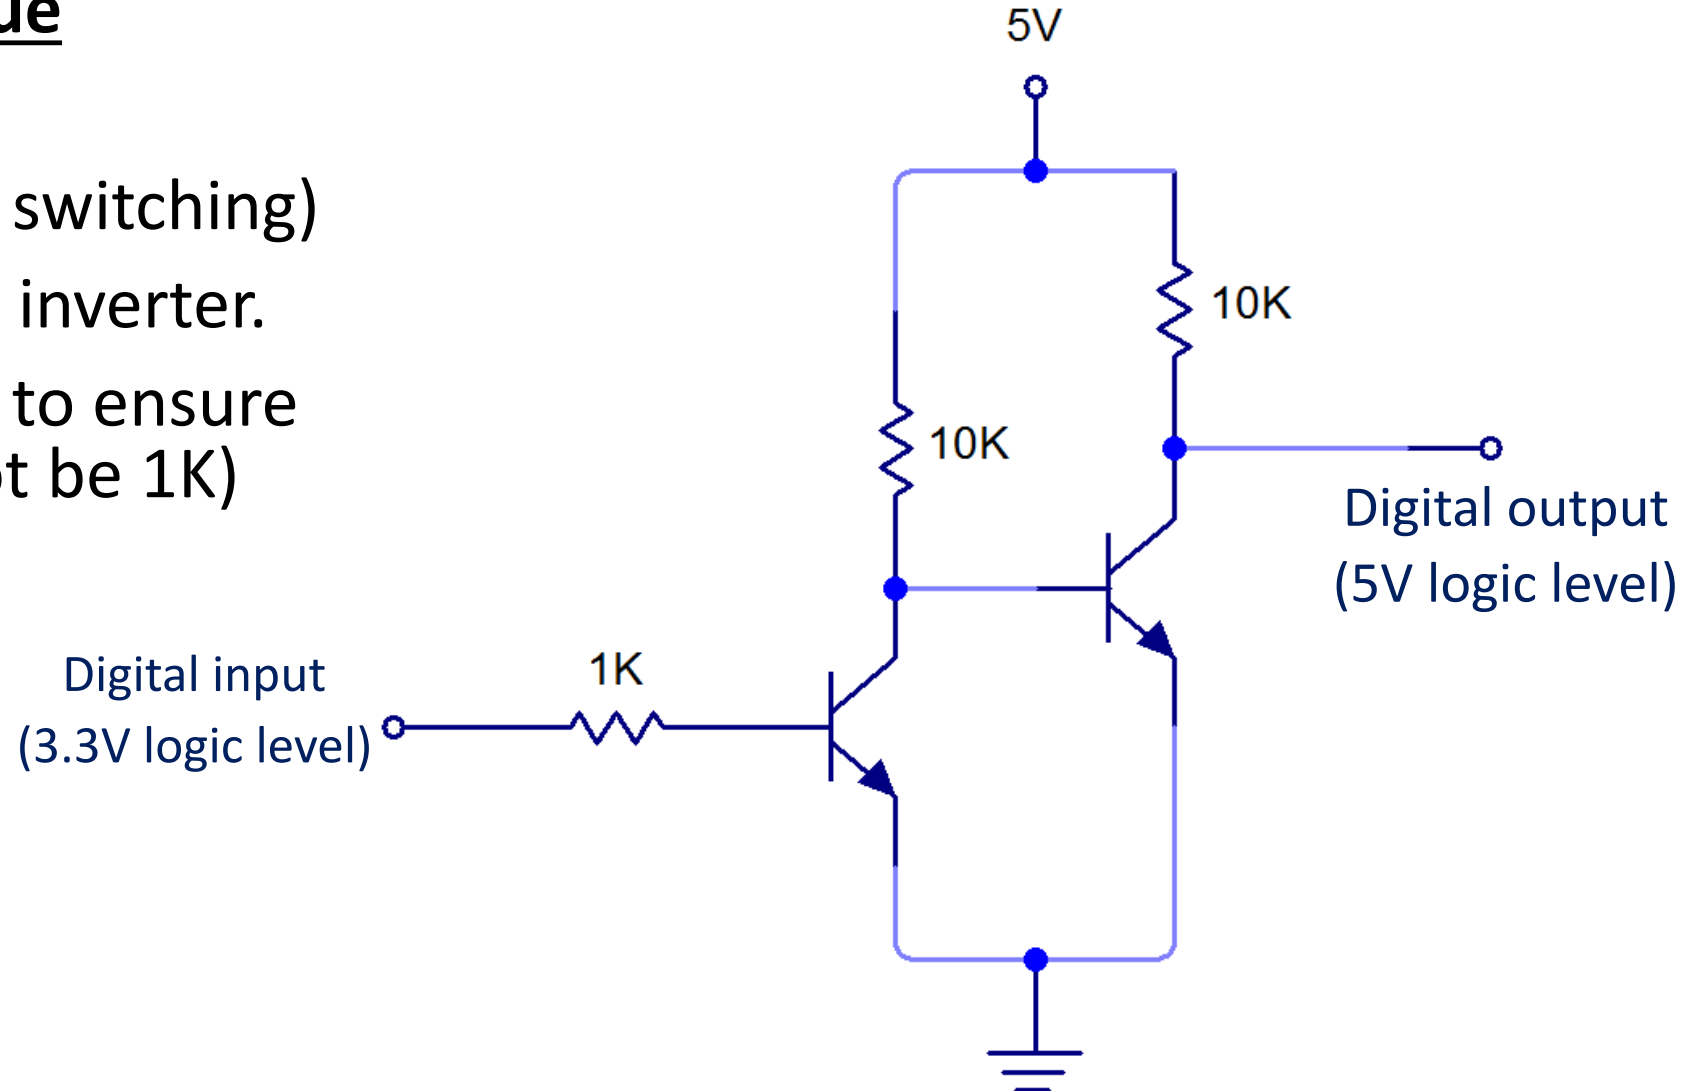 switching)
inverter.
to ensure
be 1K)
5V
10K
10K
1K
Digital input
(3.3V logic level)
Digital output
(5V logic level)